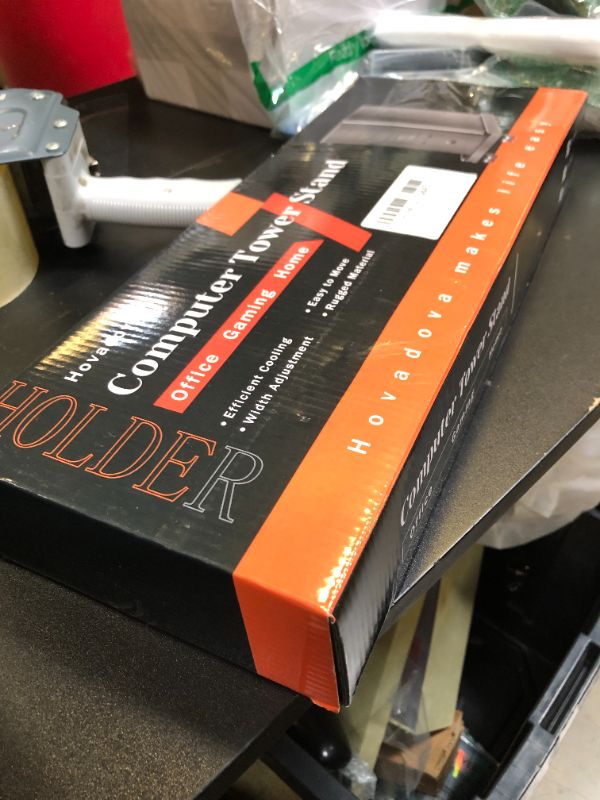 Computer Tower Stand
Office Gaming Home
• Efficient Cooling
• Width Adjustment
• Easy to Move
• Rugged Material
HOLDER
Hovadova makes life easy
Computer Tower Stand